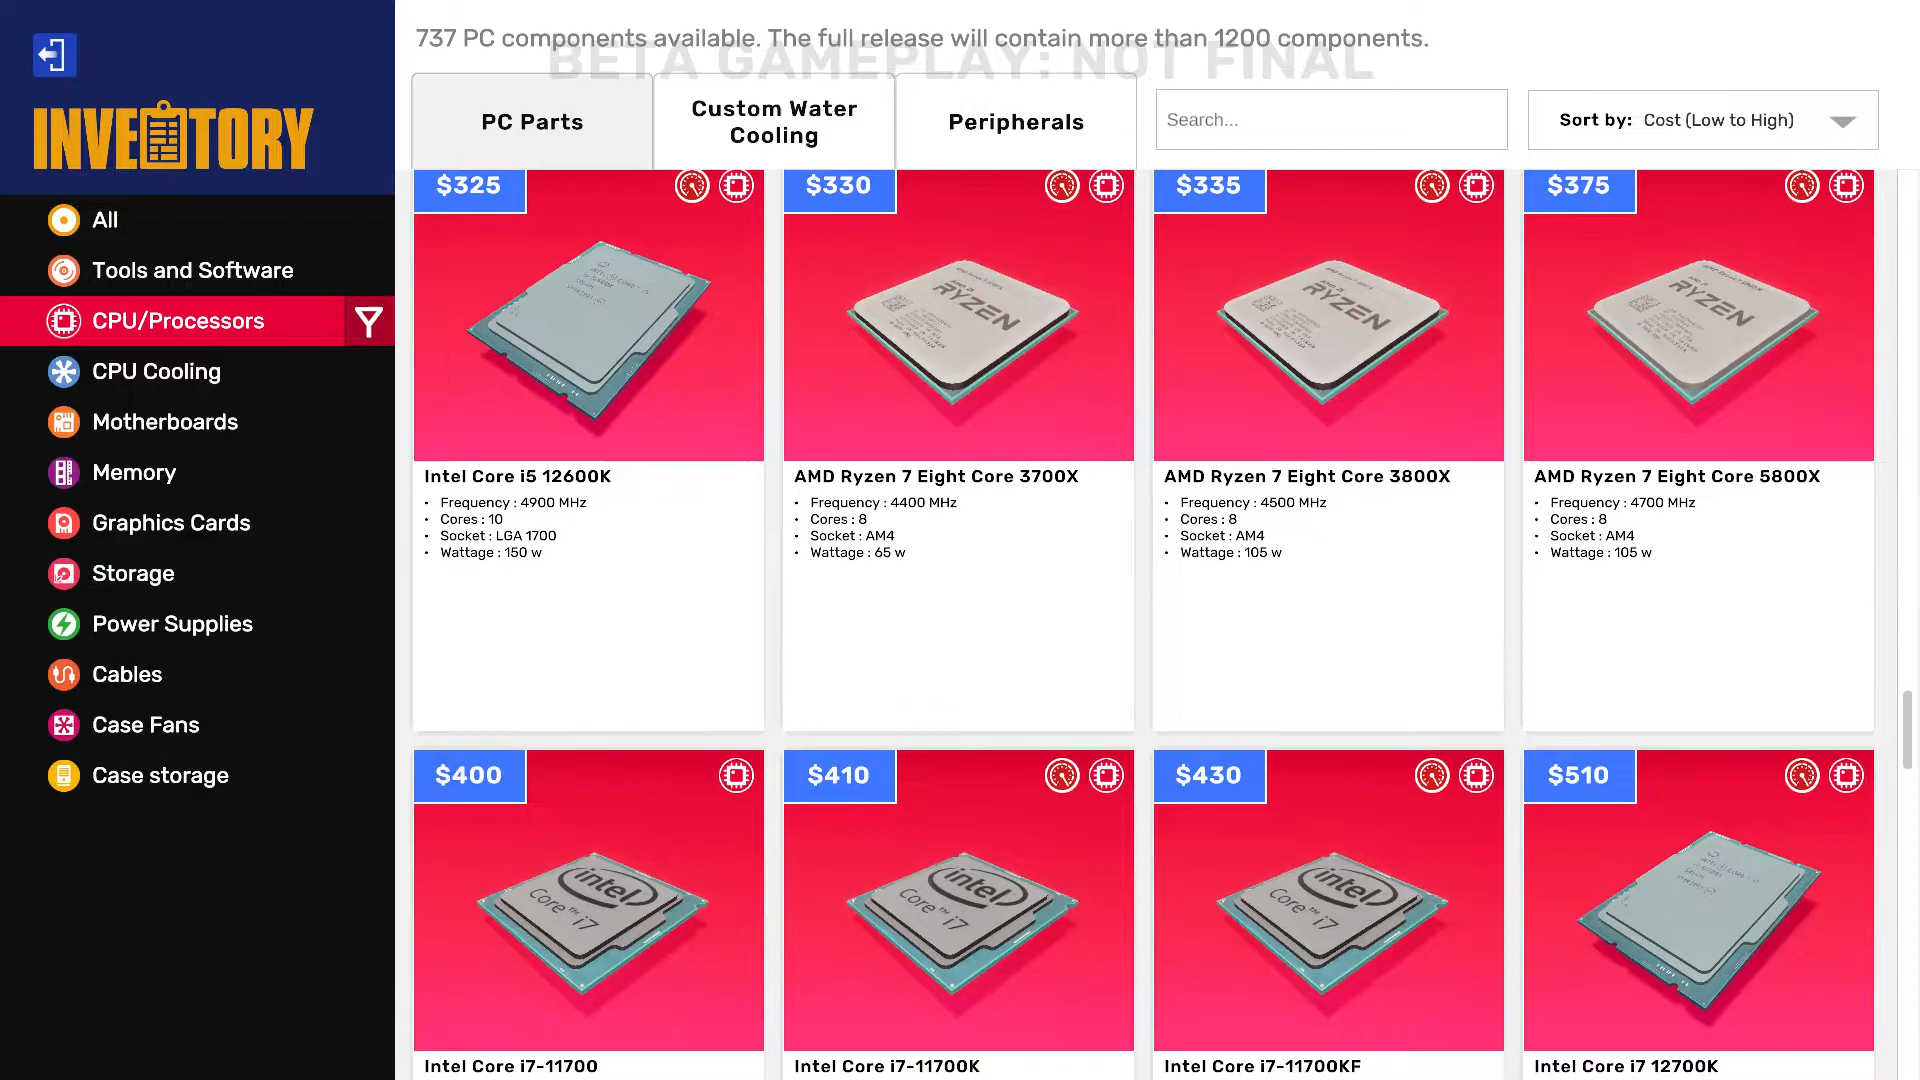 737 PC components available. The full release will contain more than 1200 components.
BETA GAMEPLAY: NOT FINAL
INVENTORY
PC Parts
Custom Water
Cooling
Peripherals
Search...
Sort by: Cost (Low to High)
All
Tools and Software
CPU/Processors
CPU Cooling
Motherboards
Memory
Graphics Cards
Storage
Power Supplies
Cables
Case Fans
Case storage
$325
Intel Core i5 12600K
• Frequency : 4900 MHz
• Cores : 10
• Socket : LGA 1700
• Wattage : 150 w
$330
RYZEN
AMD Ryzen 7 Eight Core 3700X
• Frequency : 4400 MHz
• Cores : 8
• Socket : AM4
• Wattage : 65 w
$335
RYZEN
AMD Ryzen 7 Eight Core 3800X
• Frequency : 4500 MHz
• Cores : 8
• Socket : AM4
• Wattage : 105 w
$375
RYZEN
AMD Ryzen 7 Eight Core 5800X
• Frequency : 4700 MHz
• Cores : 8
• Socket : AM4
• Wattage : 105 w
$400
intel
Core™ i7
Intel Core i7-11700
$410
intel
Core™ i7
Intel Core i7-11700K
$430
intel
Core™ i7
Intel Core i7-11700KF
$510
Intel Core i7 12700K